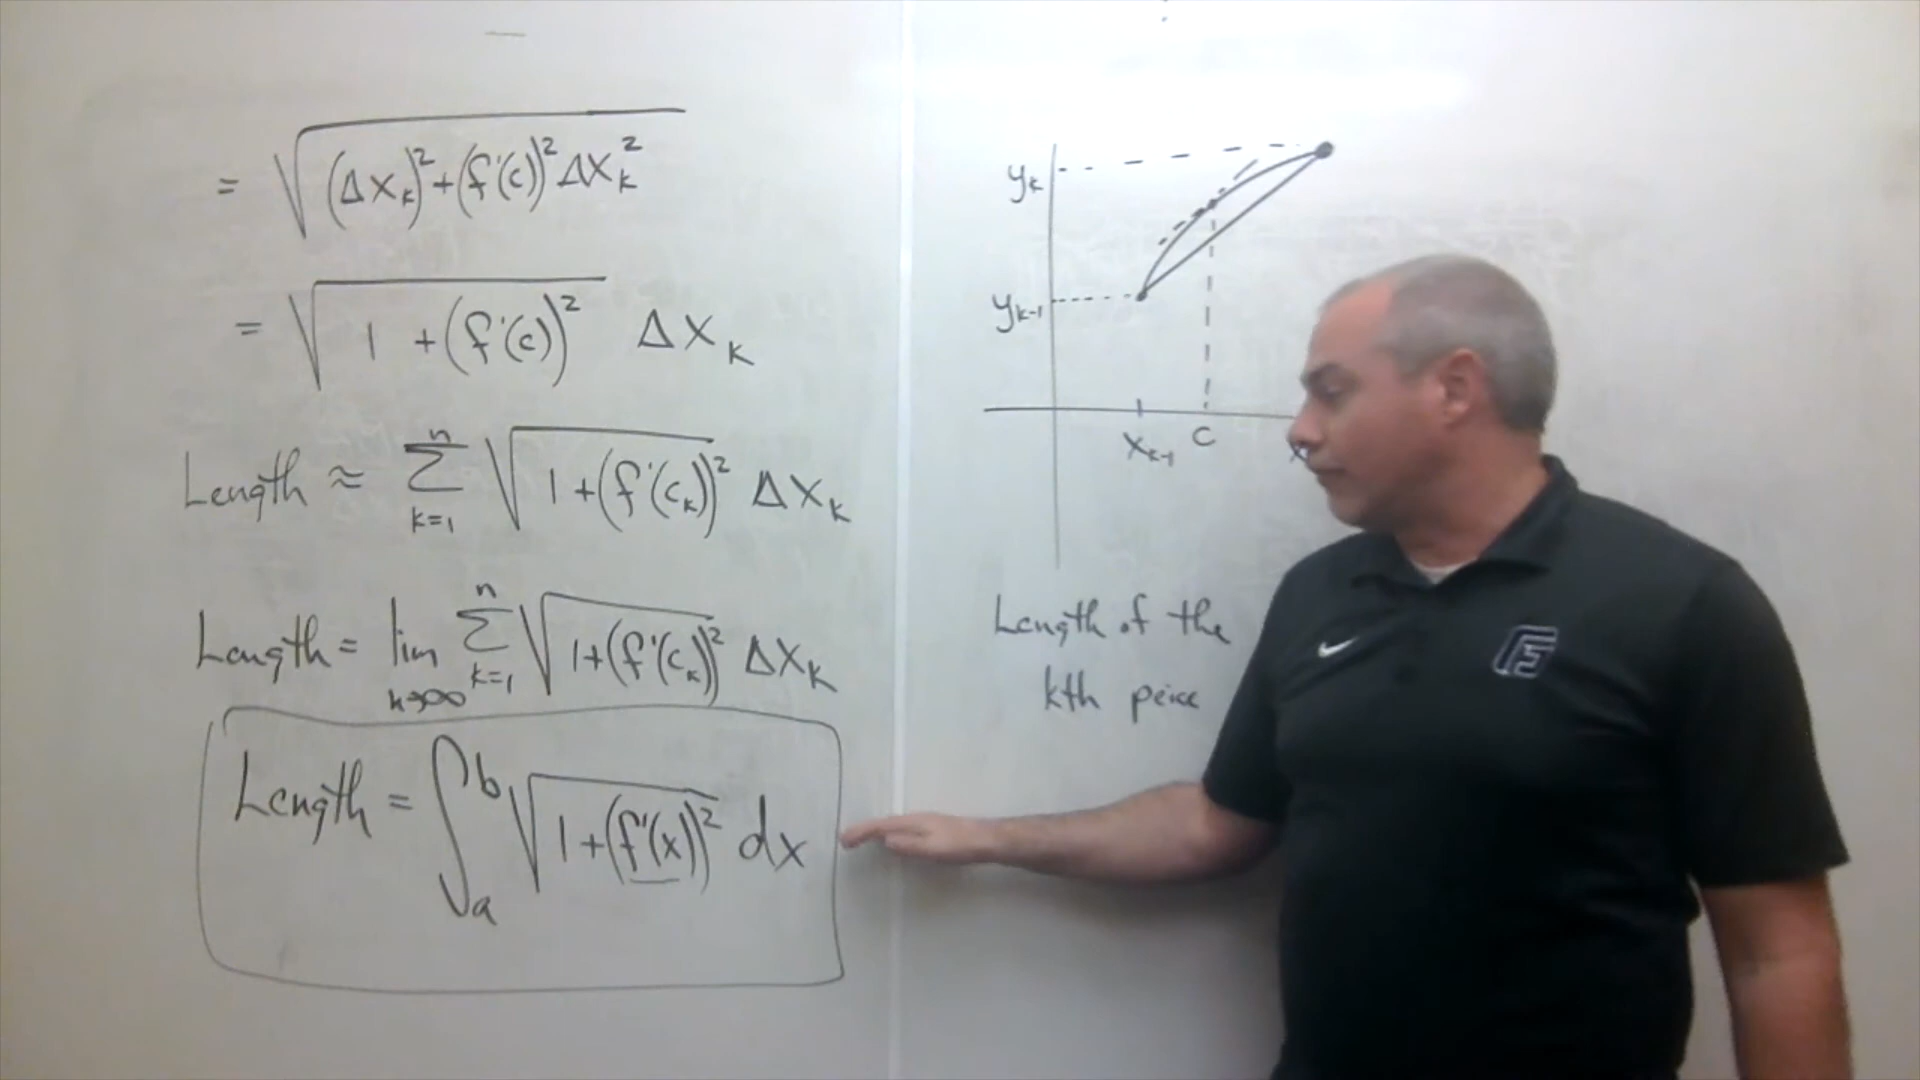 = √((Δx_k)² + (f'(c))² Δx_k²)
= √(1 + (f'(c))²) Δx_k
Length ≈ Σ_{k=1}^{n} √(1+(f'(c_k))²) Δx_k
Length = lim_{n→∞} Σ_{k=1}^{n} √(1+(f'(c_k))²) Δx_k
Length = ∫_a^b √(1+(f'(x))²) dx
y_k
y_{k-1}
x_{k-1} c x
Length of the
kth peice